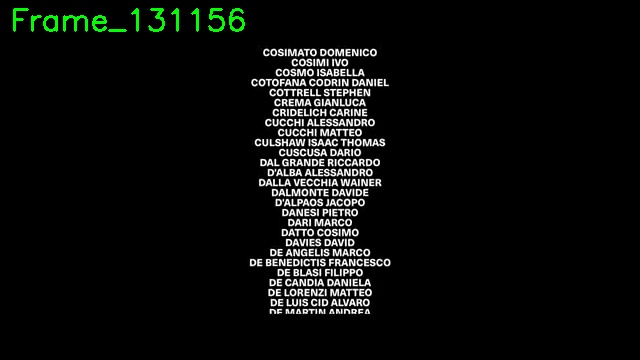 Frame_131156
COSIMATO DOMENICO
COSIMI IVO
COSMO ISABELLA
COTOFANA CODRIN DANIEL
COTTRELL STEPHEN
CREMA GIANLUCA
CRIDELICH CARINE
CUCCHI ALESSANDRO
CUCCHI MATTEO
CULSHAW ISAAC THOMAS
CUSCUSA DARIO
DAL GRANDE RICCARDO
D'ALBA ALESSANDRO
DALLA VECCHIA WAINER
DALMONTE DAVIDE
D'ALPAOS JACOPO
DANESI PIETRO
DARI MARCO
DATTO COSIMO
DAVIES DAVID
DE ANGELIS MARCO
DE BENEDICTIS FRANCESCO
DE BLASI FILIPPO
DE CANDIA DANIELA
DE LORENZI MATTEO
DE LUIS CID ALVARO
DE MARTIN ANDREA